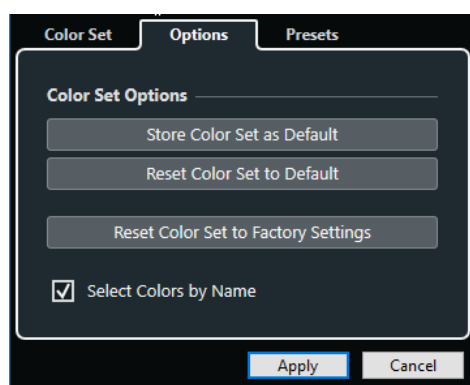 Color Set Options Presets
Color Set Options
Store Color Set as Default
Reset Color Set to Default
Reset Color Set to Factory Settings
Select Colors by Name
Apply Cancel